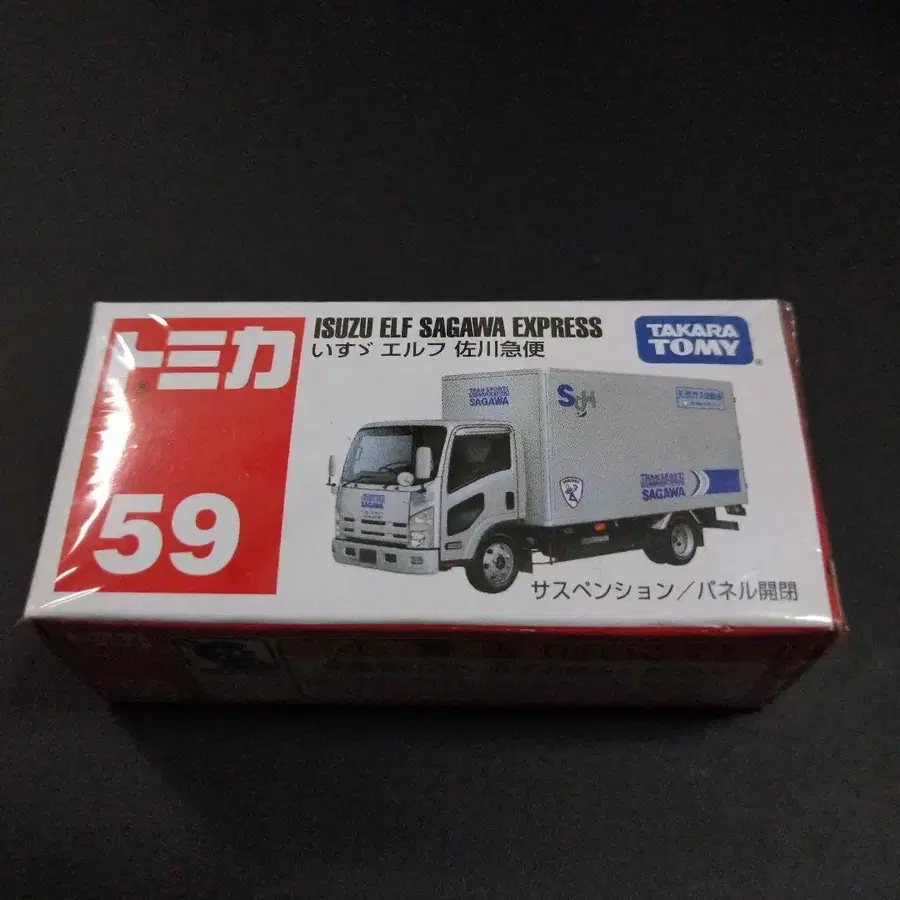 トミカ
59
ISUZU ELF SAGAWA EXPRESS
いすゞ エルフ 佐川急便
TAKARA
TOMY
SAGAWA
SAGAWA
サスペンション／パネル開閉